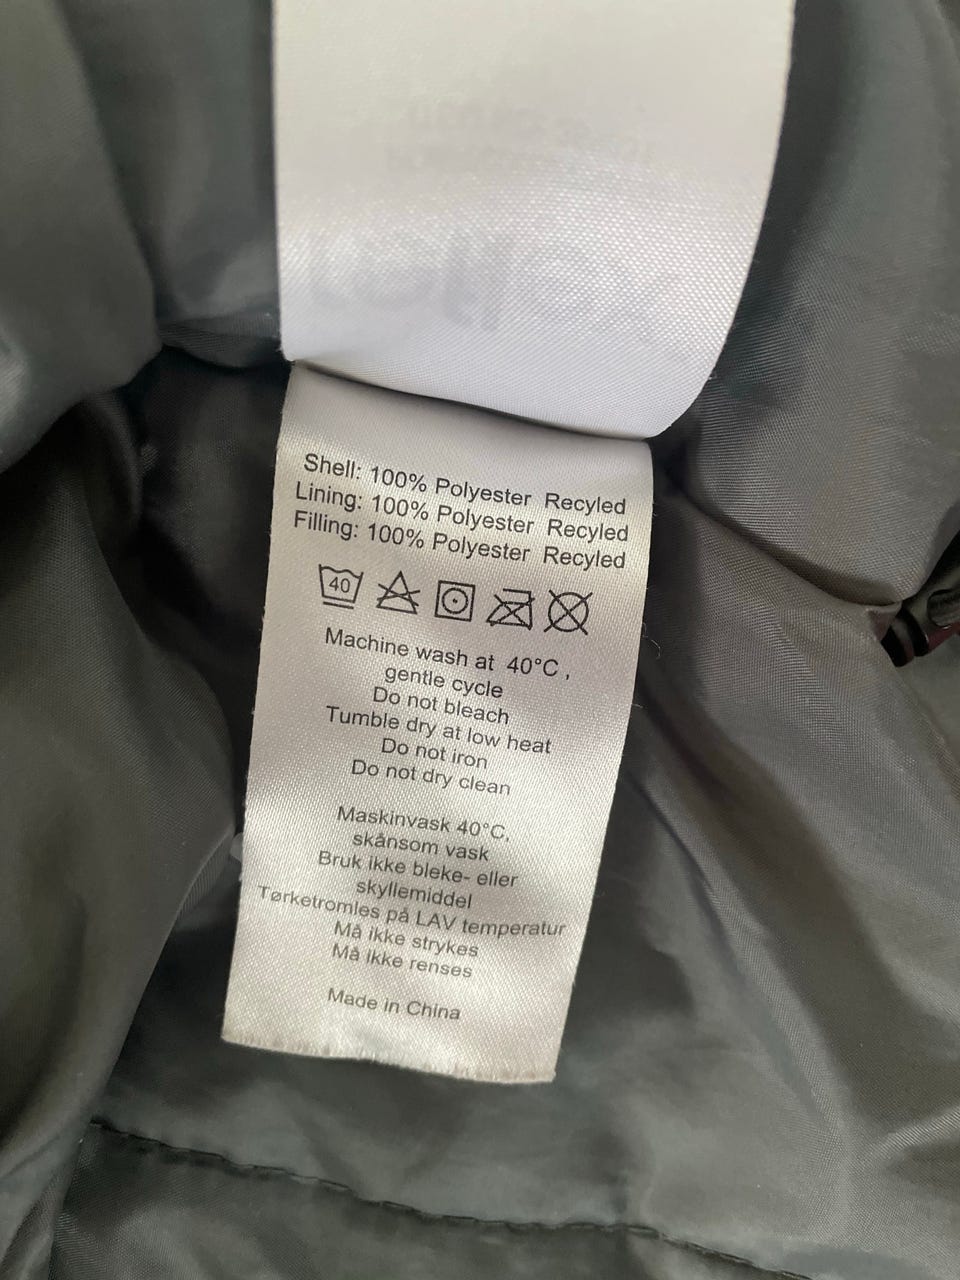 Shell: 100% Polyester Recyled
Lining: 100% Polyester Recyled
Filling: 100% Polyester Recyled
40
Machine wash at 40°C,
gentle cycle
Do not bleach
Tumble dry at low heat
Do not iron
Do not dry clean
Maskinvask 40°C,
skånsom vask
Bruk ikke bleke- eller
skyllemiddel
Tørketromles på LAV temperatur
Må ikke strykes
Må ikke renses
Made in China